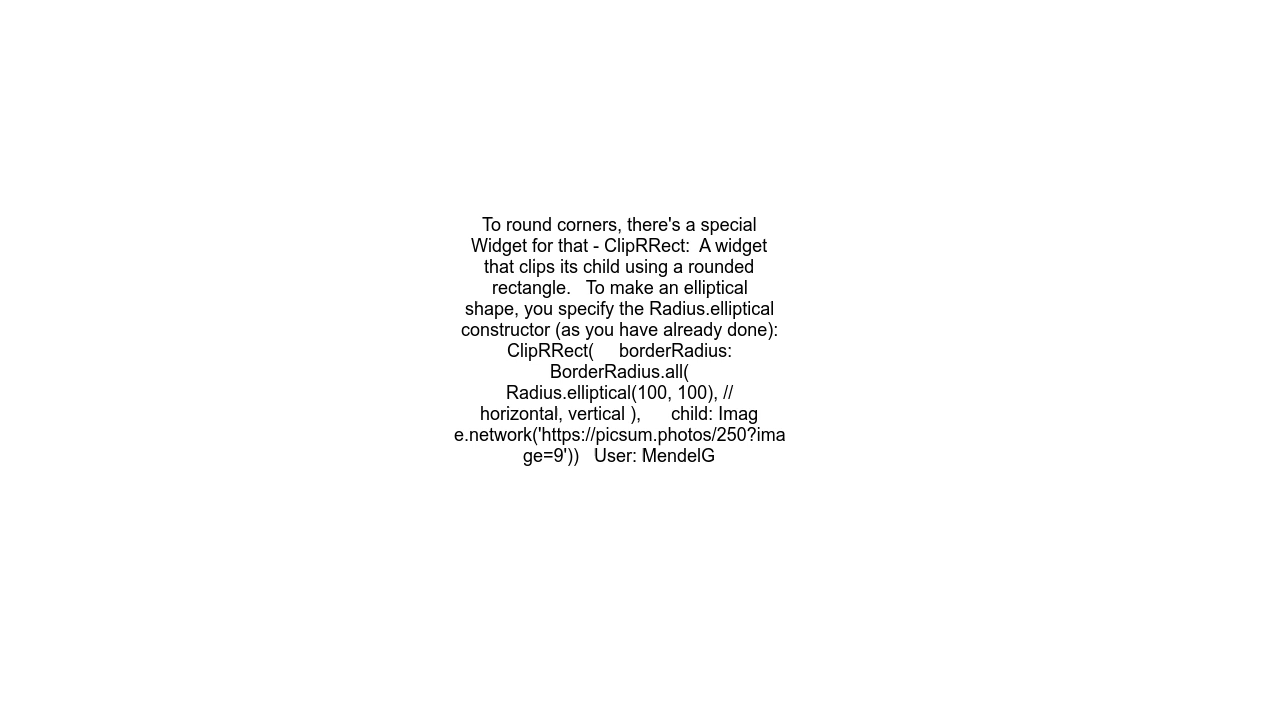 To round corners, there's a special
Widget for that - ClipRRect:  A widget
that clips its child using a rounded
rectangle.   To make an elliptical
shape, you specify the Radius.elliptical
constructor (as you have already done):
ClipRRect(     borderRadius:
BorderRadius.all(
Radius.elliptical(100, 100), //
horizontal, vertical ),      child: Imag
e.network('https://picsum.photos/250?ima
ge=9'))   User: MendelG